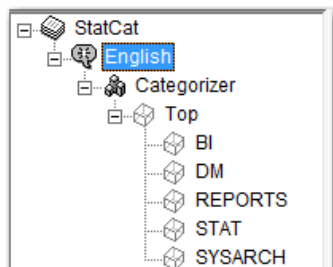 StatCat
English
Categorizer
Top
BI
DM
REPORTS
STAT
SYSARCH